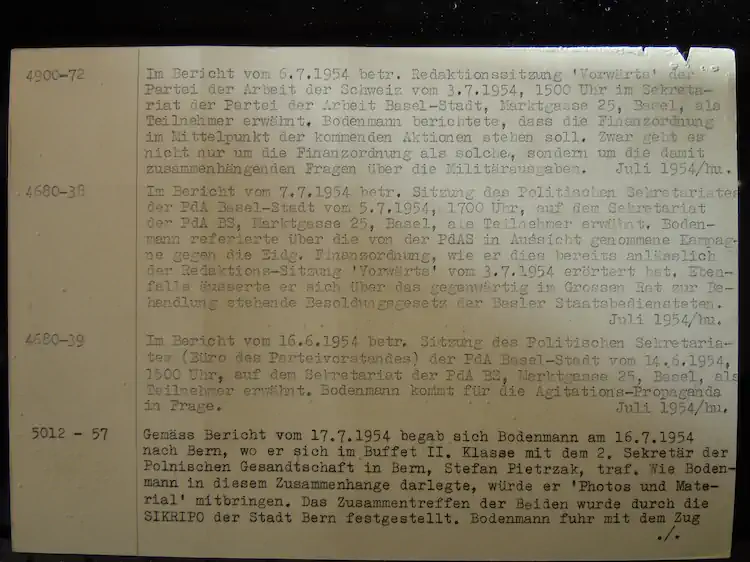 4900-72 Im Bericht vom 6.7.1954 betr. Redaktionssitzung 'Vorwärts' der
Partei der Arbeit der Schweiz vom 3.7.1954, 1500 Uhr im Sekreta-
riat der Partei der Arbeit Basel-Stadt, Marktgasse 25, Basel, als
Teilnehmer erwähnt. Bodenmann berichtete, dass die Finanzordnung
im Mittelpunkt der kommenden Aktionen stehen soll. Zwar geht es
nicht nur um die Finanzordnung als solche, sondern um die damit
zusammenhängenden Fragen über die Militärausgaben. Juli 1954/hu.
4680-38 Im Bericht vom 7.7.1954 betr. Sitzung des Politischen Sekretariates
der PdA Basel-Stadt vom 5.7.1954, 1700 Uhr, auf dem Sekretariat
der PdA BS, Marktgasse 25, Basel, als Teilnehmer erwähnt. Boden-
mann referierte über die von der PdAS in Aussicht genommene Kampag-
ne gegen die Eidg. Finanzordnung, wie er dies bereits anlässlich
der Redaktions-Sitzung 'Vorwärts' vom 3.7.1954 erörtert hat. Eben-
falls äusserte er sich über das gegenwärtig im Grossen Rat zur Be-
handlung stehende Besoldungsgesetz der Basler Staatsbediensteten.
Juli 1954/hu.
4680-39 Im Bericht vom 16.6.1954 betr. Sitzung des Politischen Sekretaria-
tes (Büro des Parteivorstandes) der PdA Basel-Stadt vom 14.6.1954,
1500 Uhr, auf dem Sekretariat der PdA BS, Marktgasse 25, Basel, als
Teilnehmer erwähnt. Bodenmann kommt für die Agitations-Propaganda
in Frage. Juli 1954/hu.
5012 - 57 Gemäss Bericht vom 17.7.1954 begab sich Bodenmann am 16.7.1954
nach Bern, wo er sich im Buffet II. Klasse mit dem 2. Sekretär der
Polnischen Gesandtschaft in Bern, Stefan Pietrzak, traf. Wie Boden-
mann in diesem Zusammenhange darlegte, würde er 'Photos und Mate-
rial' mitbringen. Das Zusammentreffen der Beiden wurde durch die
SIKRIPO der Stadt Bern festgestellt. Bodenmann fuhr mit dem Zug
./.